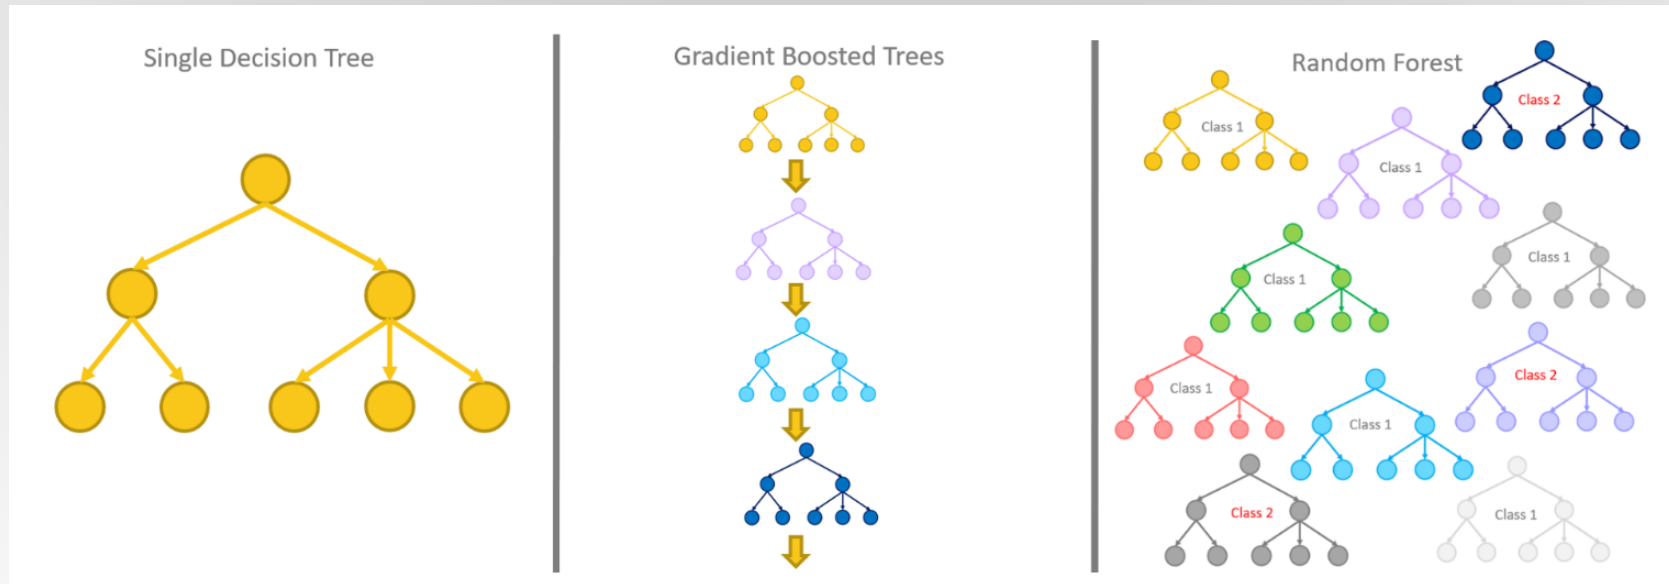 Single Decision Tree
Gradient Boosted Trees
Random Forest
Class 1
Class 2
Class 1
Class 1
Class 1
Class 1
Class 2
Class 1
Class 2
Class 1